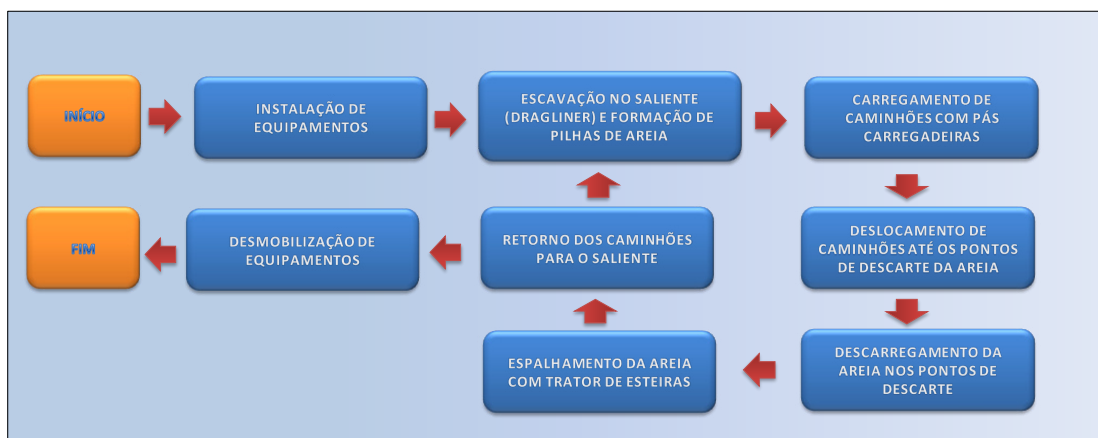 INÍCIO
INSTALAÇÃO DE
EQUIPAMENTOS
ESCAVAÇÃO NO SALIENTE
(DRAGLINER) E FORMAÇÃO DE
PILHAS DE AREIA
CARREGAMENTO DE
CAMINHÕES COM PÁS
CARREGADEIRAS
DESLOCAMENTO DE
CAMINHÕES ATÉ OS PONTOS
DE DESCARTE DA AREIA
DESCARREGAMENTO DA
AREIA NOS PONTOS DE
DESCARTE
ESPALHAMENTO DA AREIA
COM TRATOR DE ESTEIRAS
RETORNO DOS CAMINHÕES
PARA O SALIENTE
DESMOBILIZAÇÃO DE
EQUIPAMENTOS
FIM